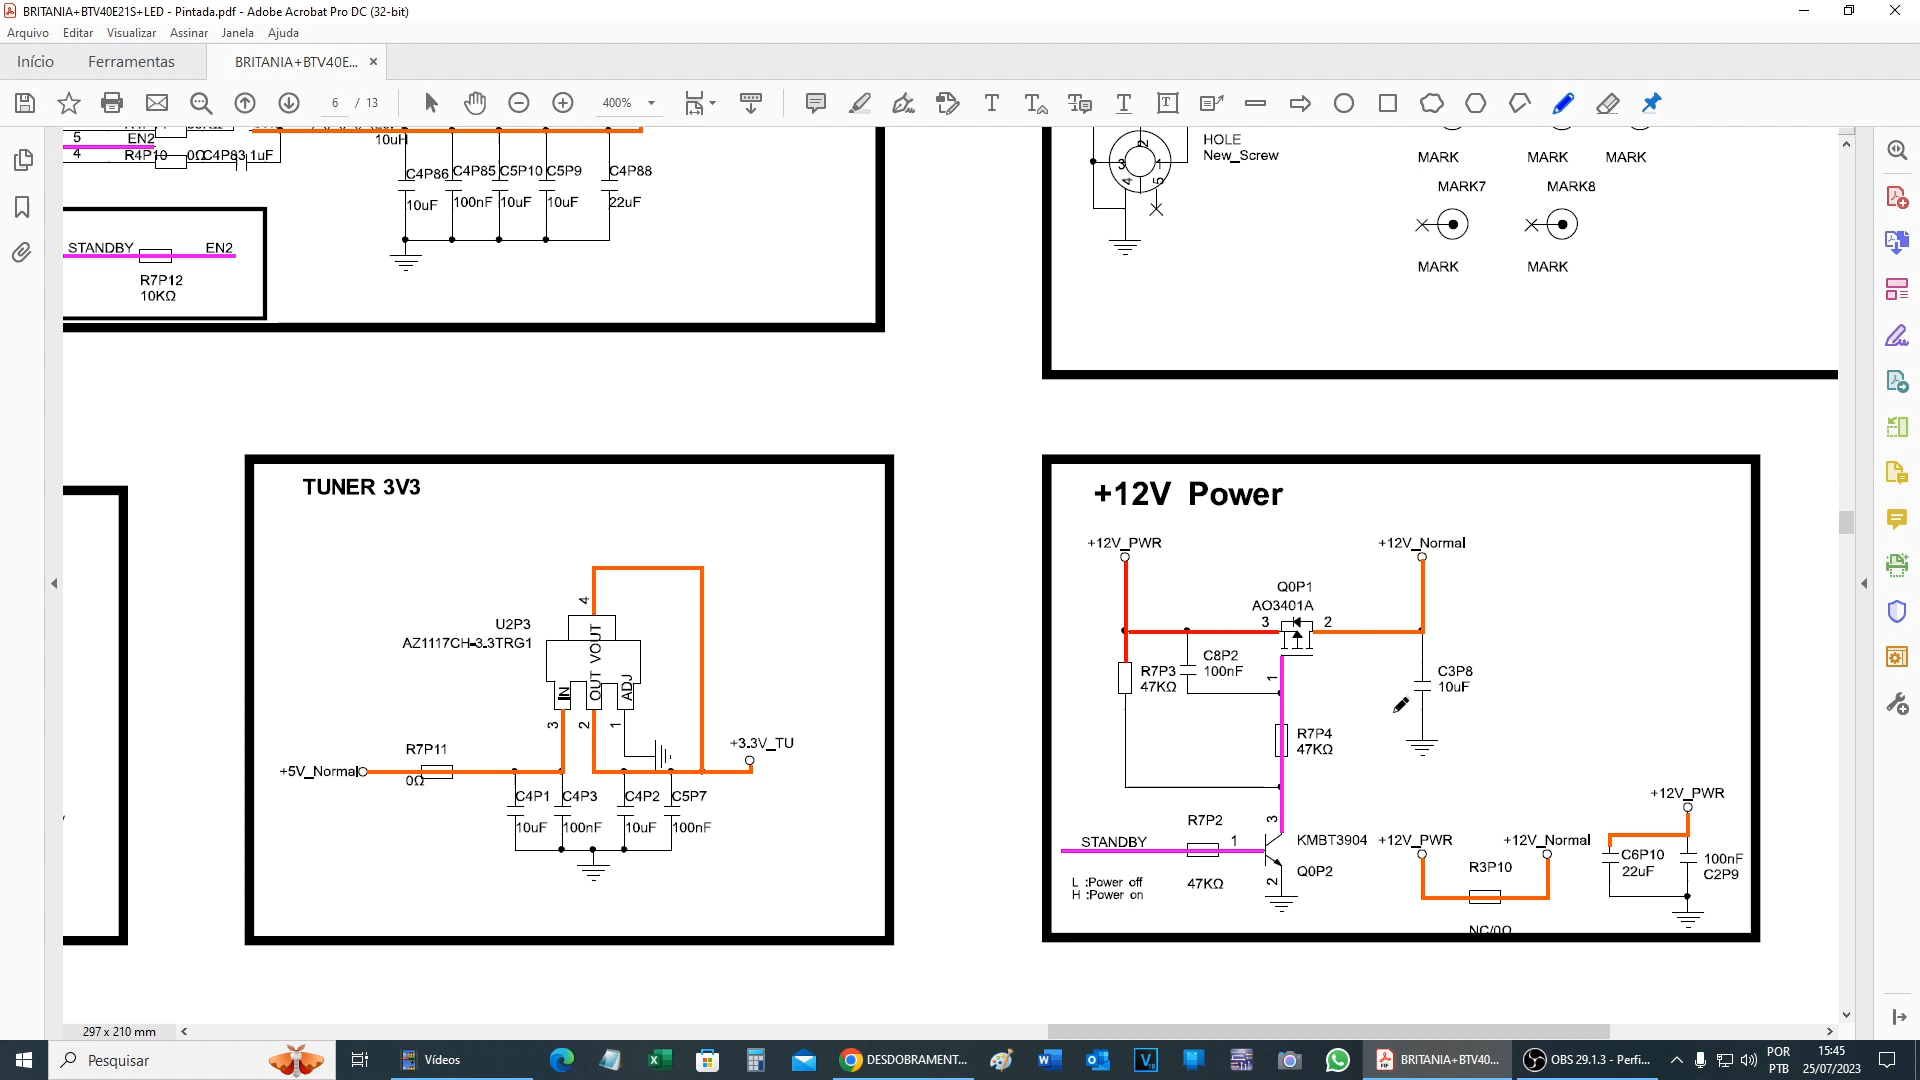 BRITANIA+BTV40E21S+LED - Pintada.pdf - Adobe Acrobat Pro DC (32-bit)
Arquivo Editar Visualizar Assinar Janela Ajuda
Início Ferramentas BRITANIA+BTV40E... ×
6 / 13 400%
5 EN2
4 R4P10 0Ω C4P83 1uF
10uH
C4P86 C4P85 C5P10 C5P9 C4P88
10uF 100nF 10uF 10uF 22uF
STANDBY EN2
R7P12
10KΩ
HOLE
New_Screw
2
3 1
4 5
MARK MARK MARK
MARK7 MARK8
MARK MARK
TUNER 3V3
4
U2P3
AZ1117CH-3.3TRG1
IN OUT VOUT ADJ
3 2 1
+5V_Normal
R7P11
0Ω
+3.3V_TU
C4P1 C4P3 C4P2 C5P7
10uF 100nF 10uF 100nF
+12V Power
+12V_PWR +12V_Normal
Q0P1
AO3401A
3 2
1
R7P3
47KΩ
C8P2
100nF
C3P8
10uF
R7P4
47KΩ
3
STANDBY
R7P2
1
47KΩ
KMBT3904
Q0P2
2
L :Power off
H :Power on
+12V_PWR +12V_Normal
R3P10
NC/0Ω
+12V_PWR
C6P10
22uF
100nF
C2P9
297 x 210 mm
Pesquisar
Vídeos
DESDOBRAMENT...
BRITANIA+BTV40...
OBS 29.1.3 - Perfi...
POR
PTB
15:45
25/07/2023